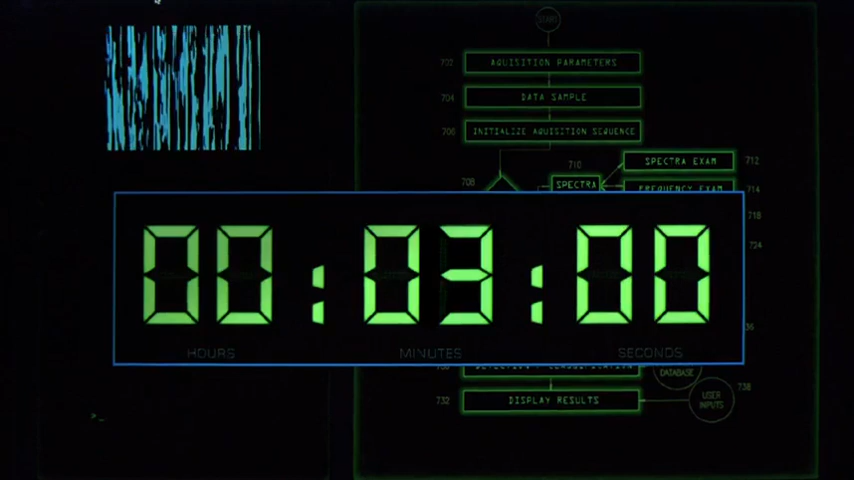 START
702 AQUISITION PARAMETERS
704 DATA SAMPLE
706 INITIALIZE AQUISITION SEQUENCE
710
SPECTRA EXAM 712
708 SPECTRA
FREQUENCY EXAM 714
718
724
00:03:00
HOURS MINUTES SECONDS
DATABASE
732 DISPLAY RESULTS
USER
INPUTS
738
>_